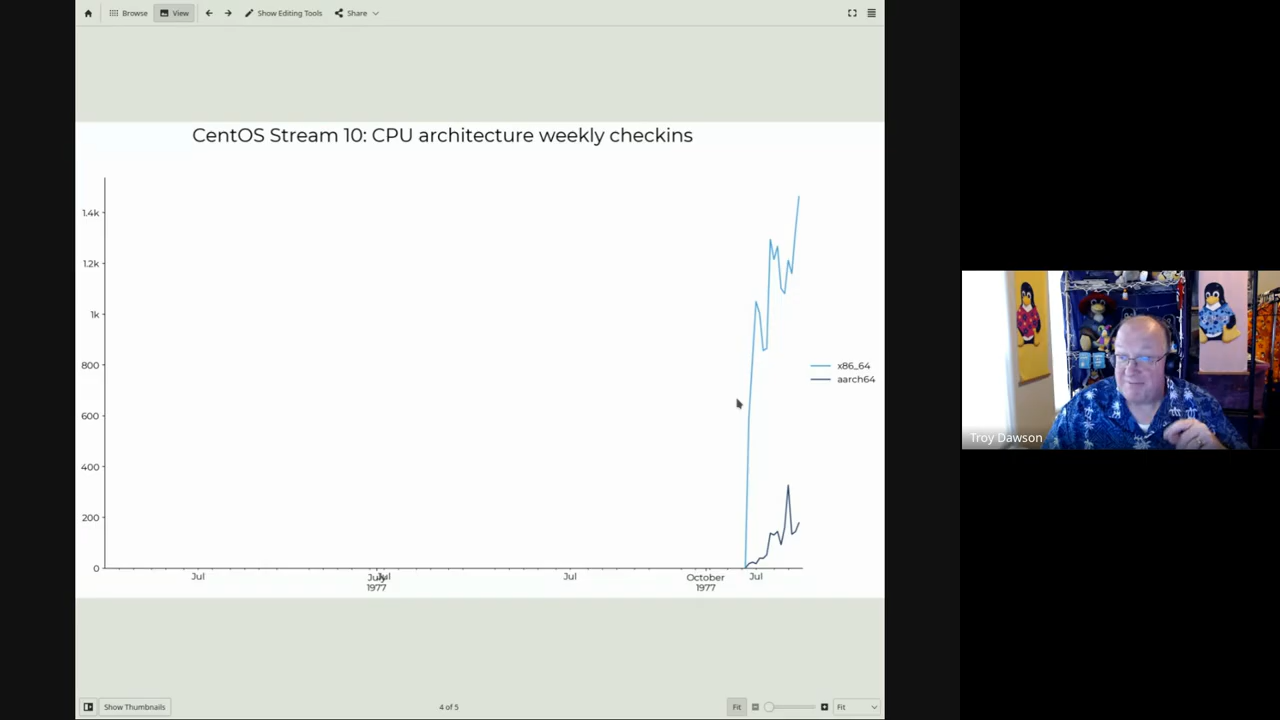 Browse View Show Editing Tools Share
CentOS Stream 10: CPU architecture weekly checkins
1.4k
1.2k
1k
800
600
400
200
0
x86_64
aarch64
Jul July Jul Jul October Jul
1977 1977
Troy Dawson
Show Thumbnails 4 of 5 Fit Fit